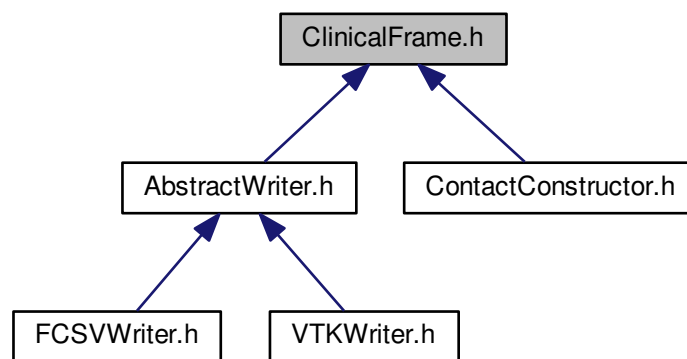 ClinicalFrame.h
AbstractWriter.h
ContactConstructor.h
FCSVWriter.h
VTKWriter.h